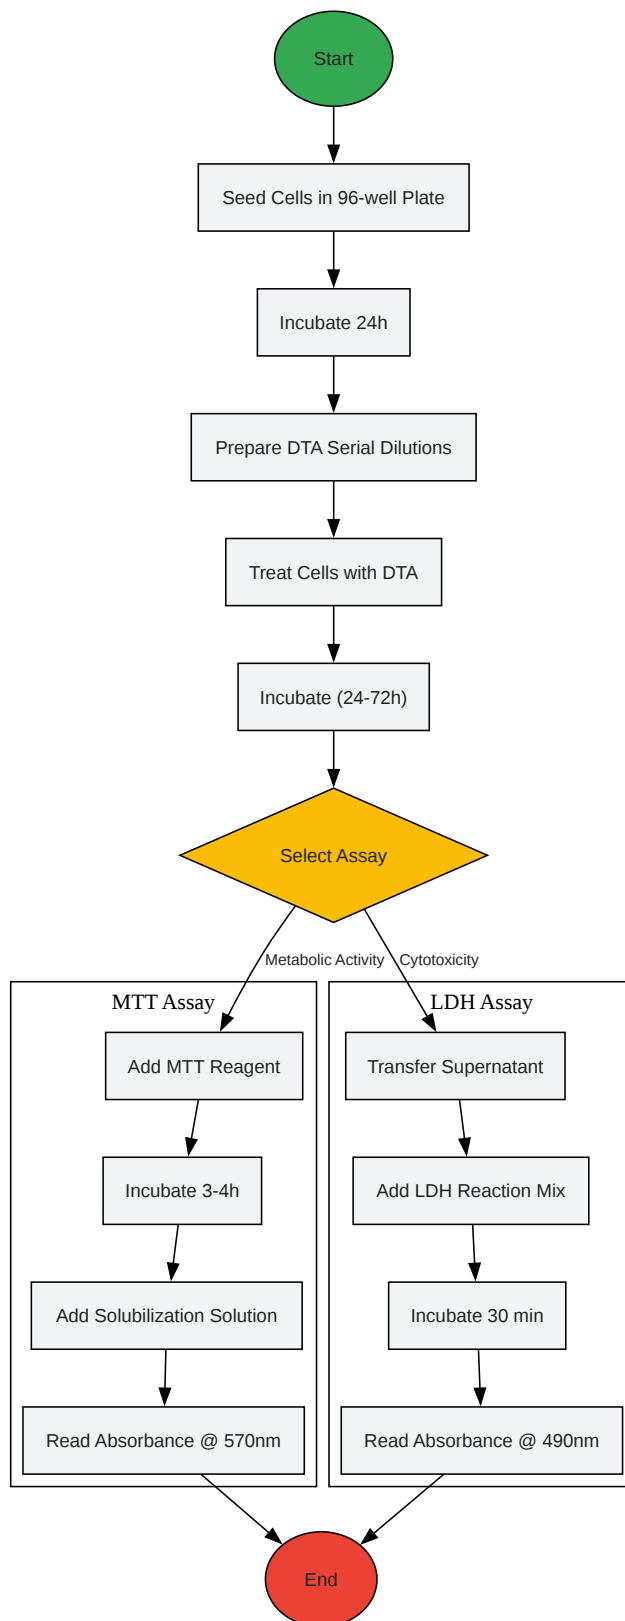 Start
Seed Cells in 96-well Plate
Incubate 24h
Prepare DTA Serial Dilutions
Treat Cells with DTA
Incubate (24-72h)
Select Assay
Metabolic Activity
Cytotoxicity
MTT Assay
Add MTT Reagent
Incubate 3-4h
Add Solubilization Solution
Read Absorbance @ 570nm
LDH Assay
Transfer Supernatant
Add LDH Reaction Mix
Incubate 30 min
Read Absorbance @ 490nm
End